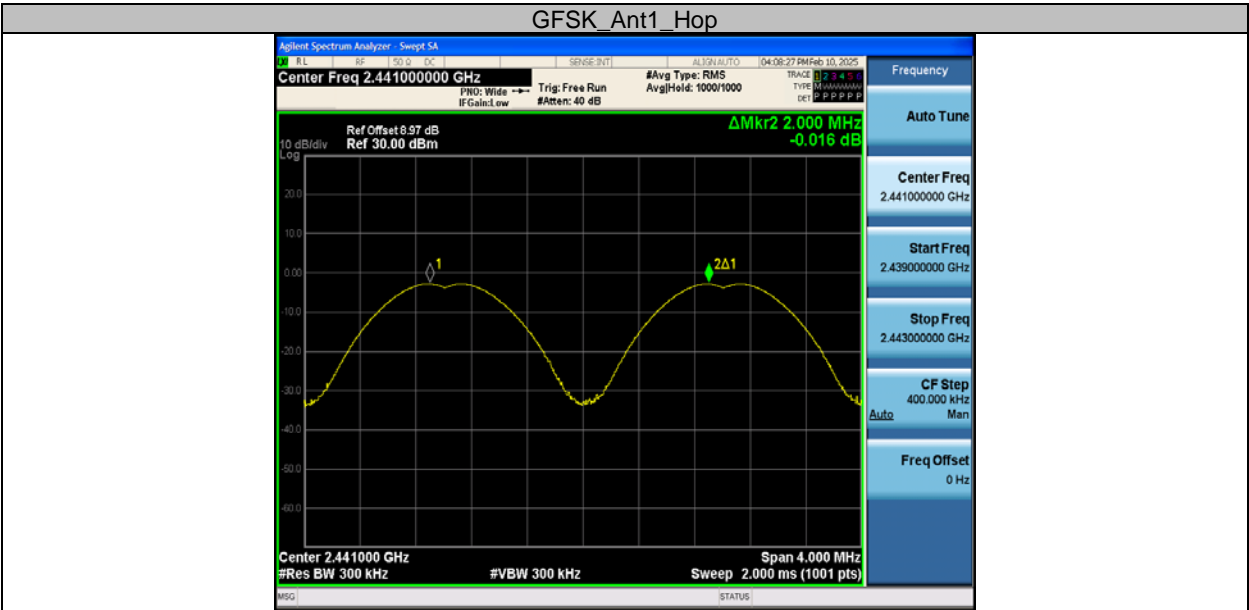 GFSK_Ant1_Hop
Agilent Spectrum Analyzer - Swept SA
RL RF 50 Ω DC SENSE:INT ALIGN AUTO 04:08:27 PM Feb 10, 2025
Center Freq 2.441000000 GHz
PNO: Wide
IFGain:Low
Trig: Free Run
#Atten: 40 dB
#Avg Type: RMS
Avg|Hold: 1000/1000
TRACE 1 2 3 4 5 6
TYPE M
DET P P P P P P
Ref Offset 8.97 dB
Ref 30.00 dBm
10 dB/div
Log
ΔMkr2 2.000 MHz
-0.016 dB
20.0
10.0
0.00
-10.0
-20.0
-30.0
-40.0
-50.0
-60.0
1
2Δ1
Center 2.441000 GHz
Span 4.000 MHz
#Res BW 300 kHz
#VBW 300 kHz
Sweep 2.000 ms (1001 pts)
MSG
STATUS
Frequency
Auto Tune
Center Freq
2.441000000 GHz
Start Freq
2.439000000 GHz
Stop Freq
2.443000000 GHz
CF Step
400.000 kHz
Auto Man
Freq Offset
0 Hz